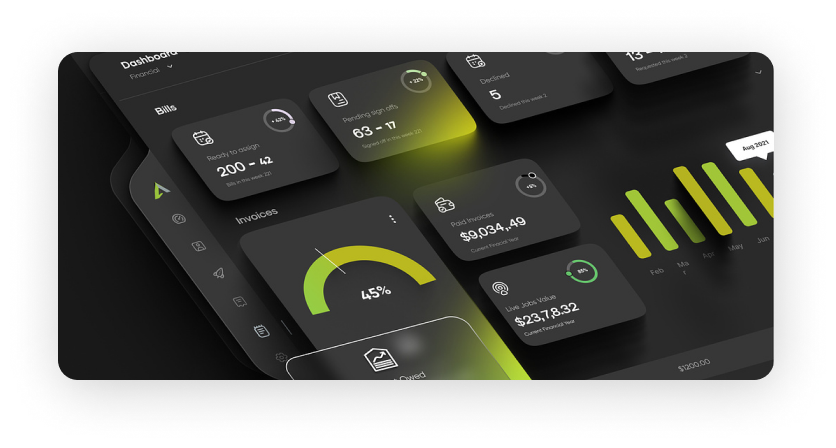 Dashboard
Financial
Bills
+ 42%
Ready to assign
200 - 42
Bills in this week 221
+ 22%
Pending sign offs
63 - 17
Signed off in this week 221
Declined
5
Declined this week 2
13
Requested this week 2
Invoices
45%
Owed
+6%
Paid Invoices
$9,034,.49
Current Financial Year
85%
Live Jobs Value
$23,7,8.32
Current Financial Year
Aug 2021
Feb
Ma
r
Apr
May
Jun
$1200.00